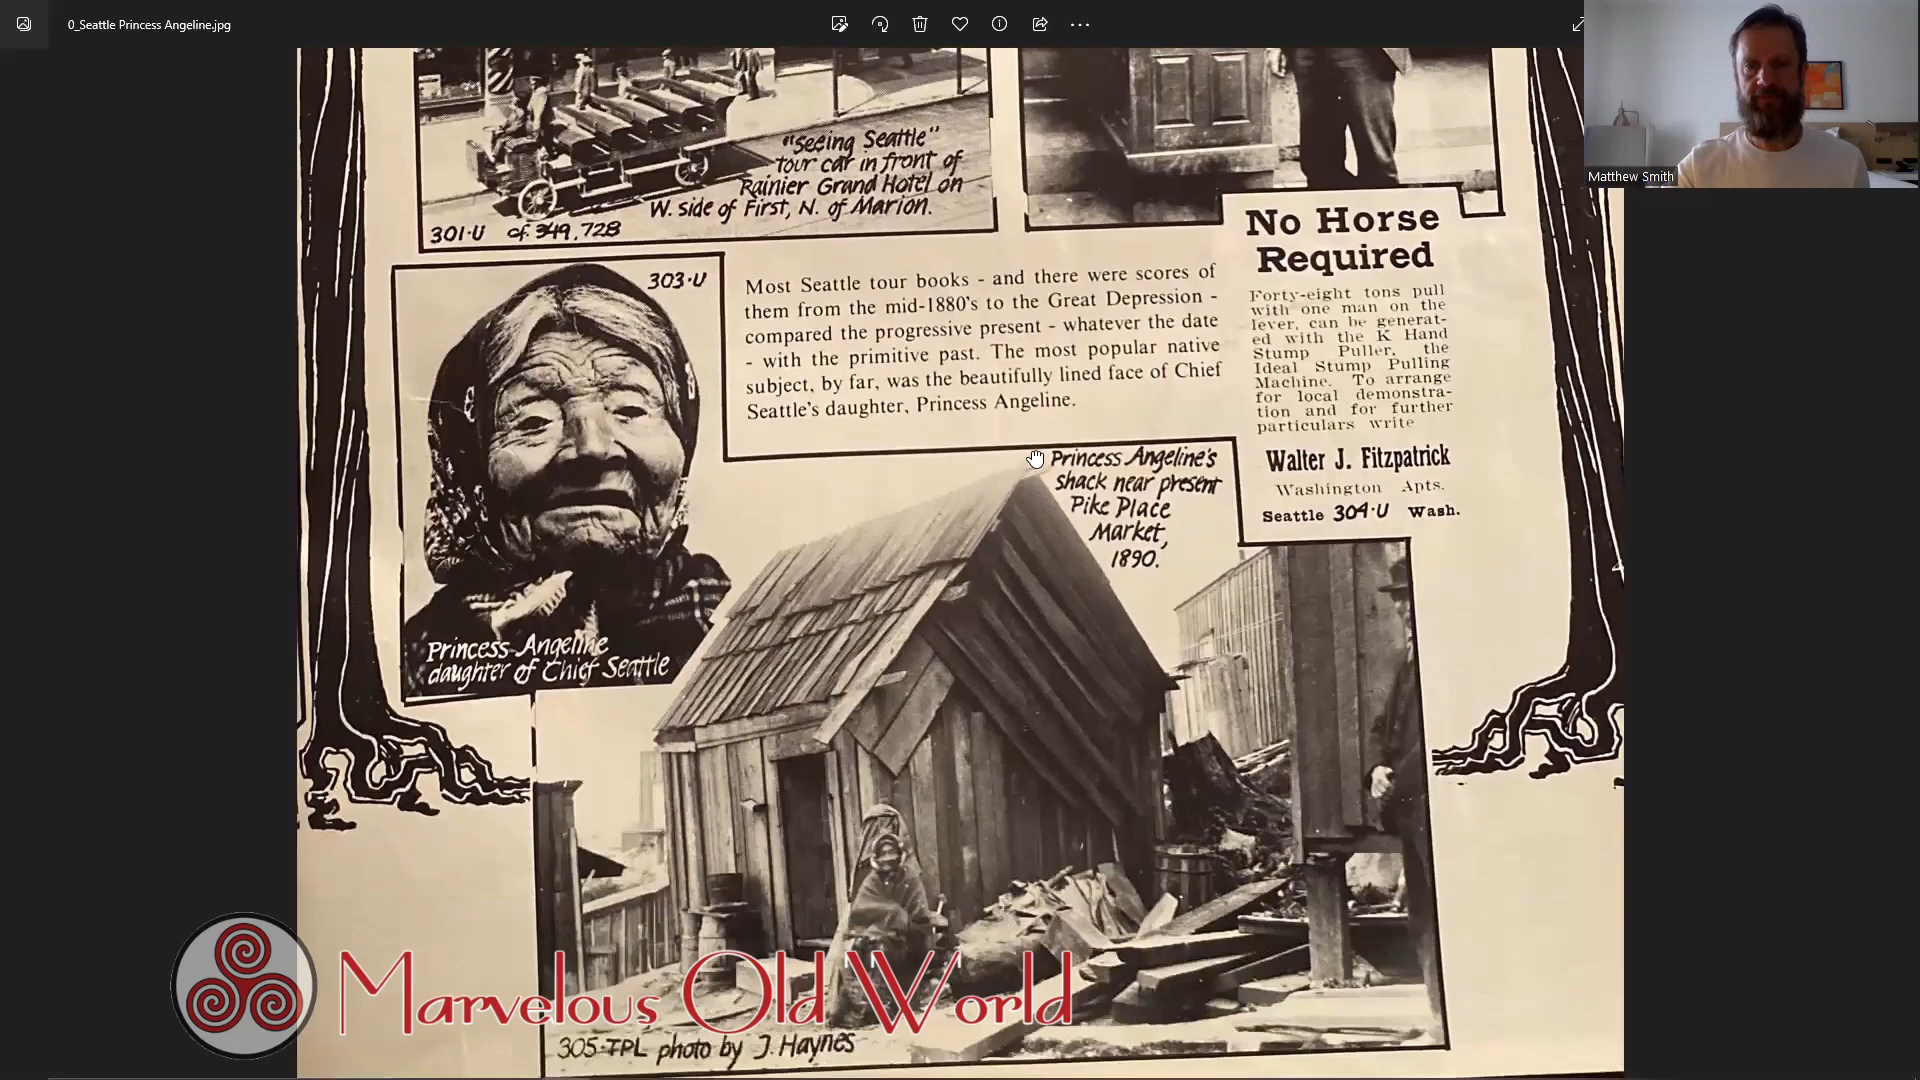 0_Seattle Princess Angeline.jpg
Matthew Smith
"Seeing Seattle"
tour car in front of
Rainier Grand Hotel on
W. side of First, N. of Marion.
301·U of 349,728
No Horse
Required
Forty-eight tons pull
with one man on the
lever, can be generat-
ed with the K Hand
Stump Puller, the
Ideal Stump Pulling
Machine. To arrange
for local demonstra-
tion and for further
particulars write
Walter J. Fitzpatrick
Washington Apts.
Seattle 304·U Wash.
303·U
Most Seattle tour books - and there were scores of
them from the mid-1880's to the Great Depression -
compared the progressive present - whatever the date
- with the primitive past. The most popular native
subject, by far, was the beautifully lined face of Chief
Seattle's daughter, Princess Angeline.
Princess Angeline
daughter of Chief Seattle
Princess Angeline's
shack near present
Pike Place
Market,
1890.
Marvelous Old World
305·TPL photo by J. Haynes